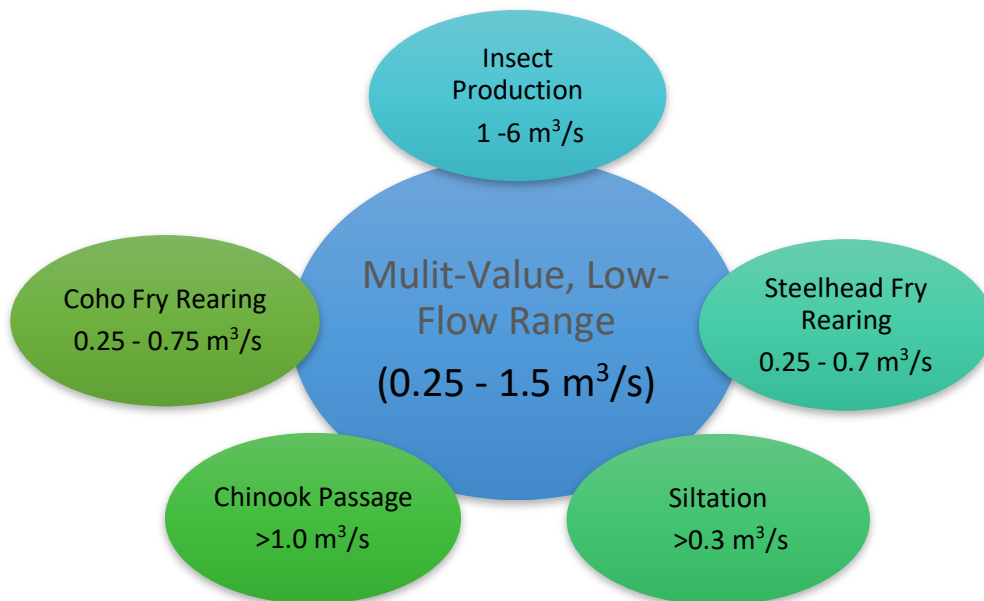 Insect
Production
1 -6 m³/s
Mulit-Value, Low-
Flow Range
(0.25 - 1.5 m³/s)
Coho Fry Rearing
0.25 - 0.75 m³/s
Steelhead Fry
Rearing
0.25 - 0.7 m³/s
Chinook Passage
>1.0 m³/s
Siltation
>0.3 m³/s